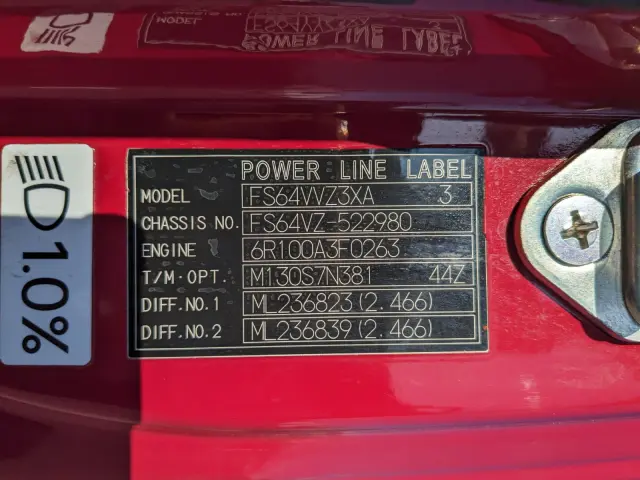 POWER LINE LABEL
MODEL FS64VVZ3XA 3
CHASSIS NO. FS64VZ-522980
ENGINE 6R100A3F0263
T/M·OPT. M130S7N381 44Z
DIFF.NO.1 ML236823(2.466)
DIFF.NO.2 ML236839(2.466)
1.0%